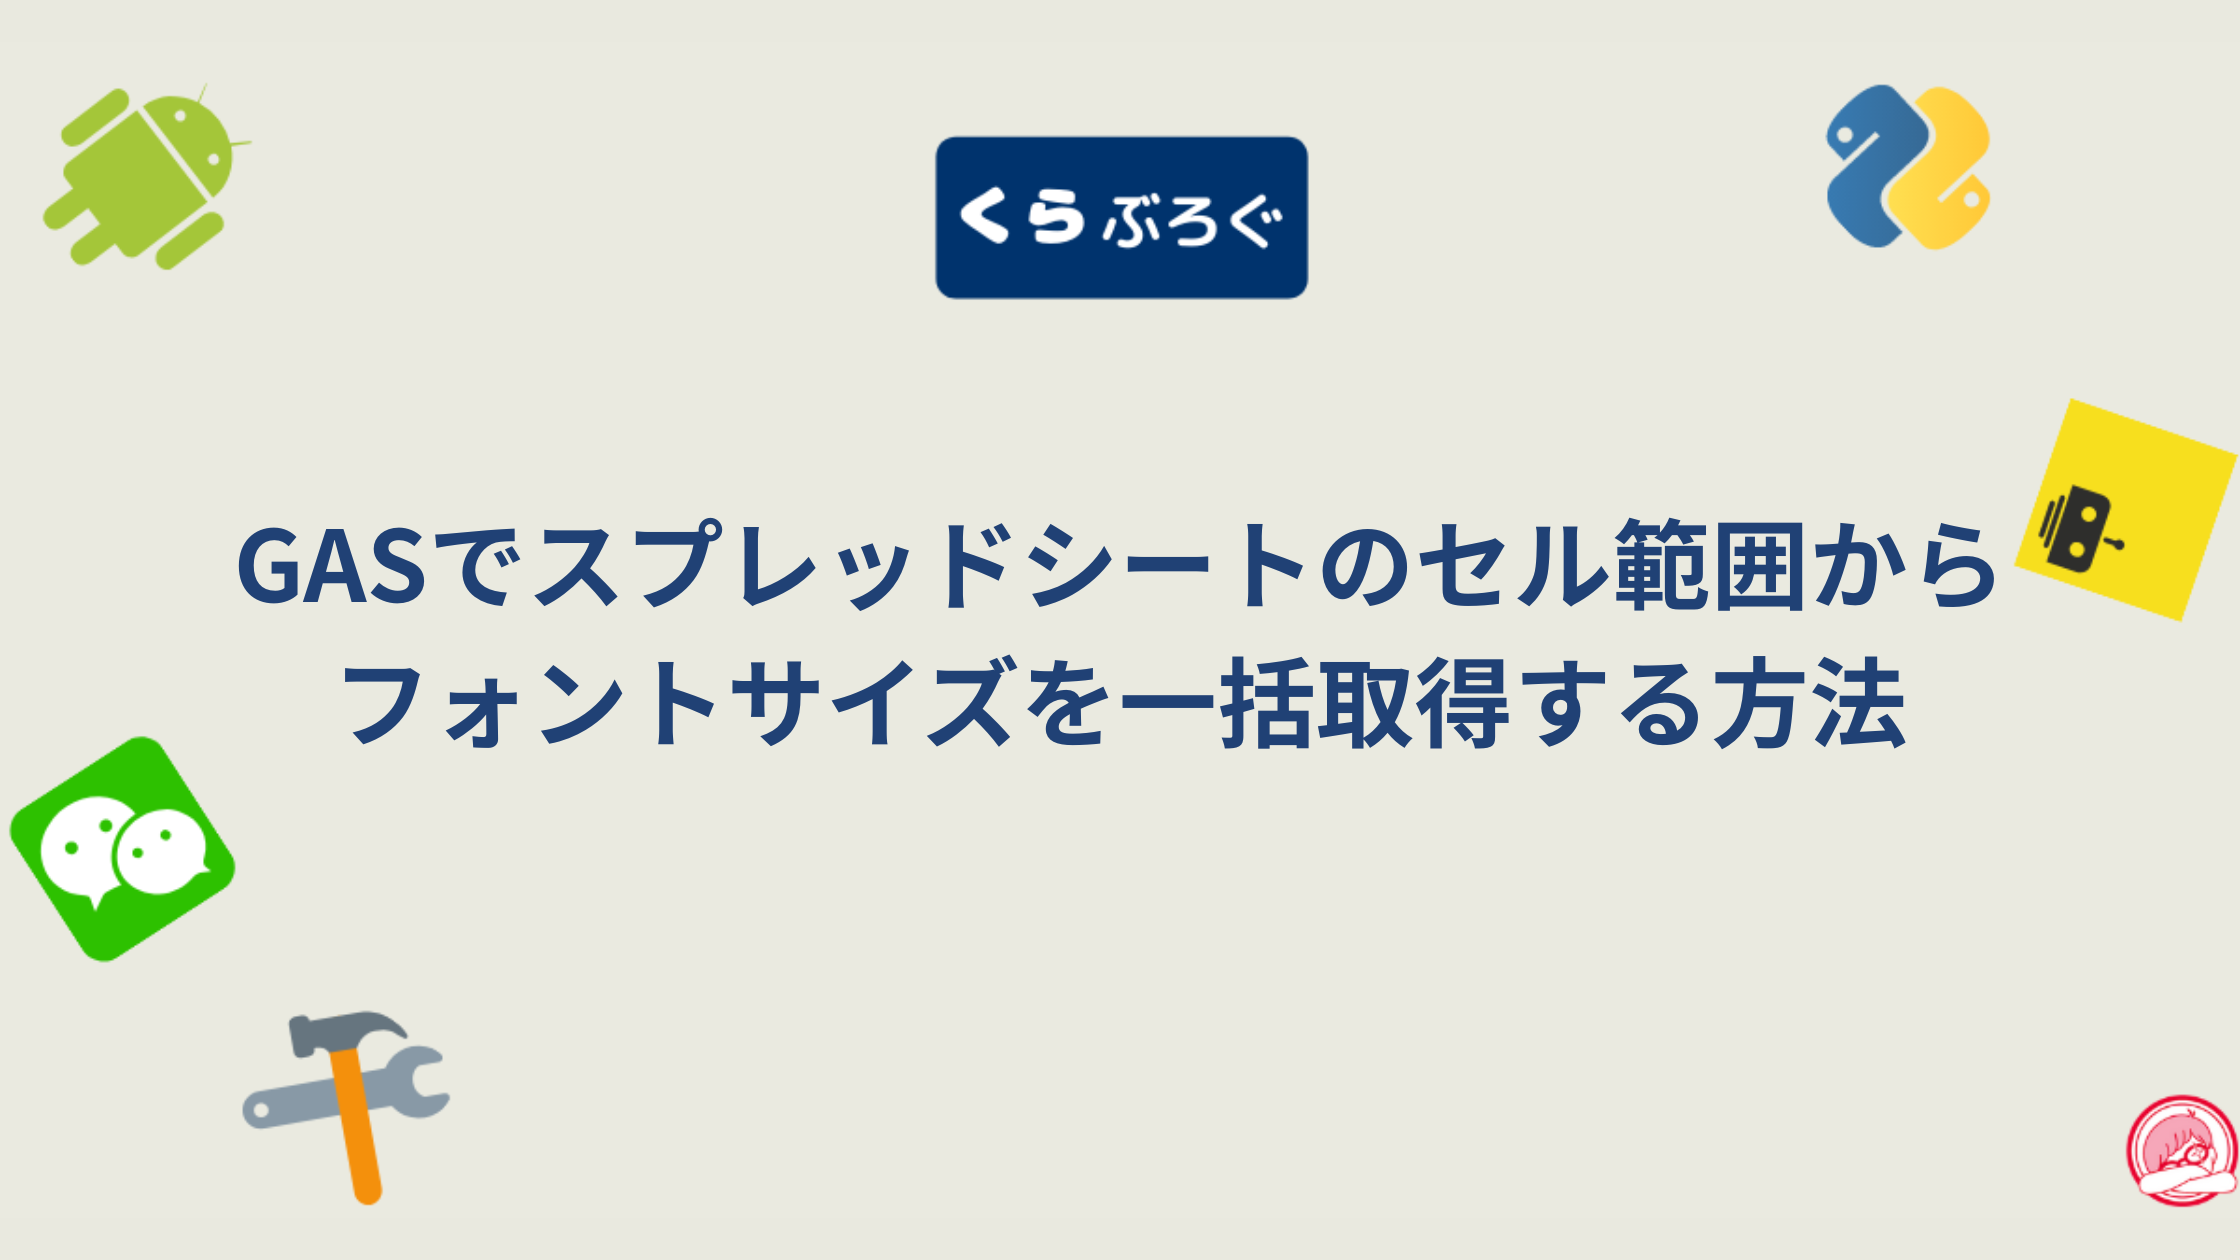 くらぶろぐ
GASでスプレッドシートのセル範囲から
フォントサイズを一括取得する方法